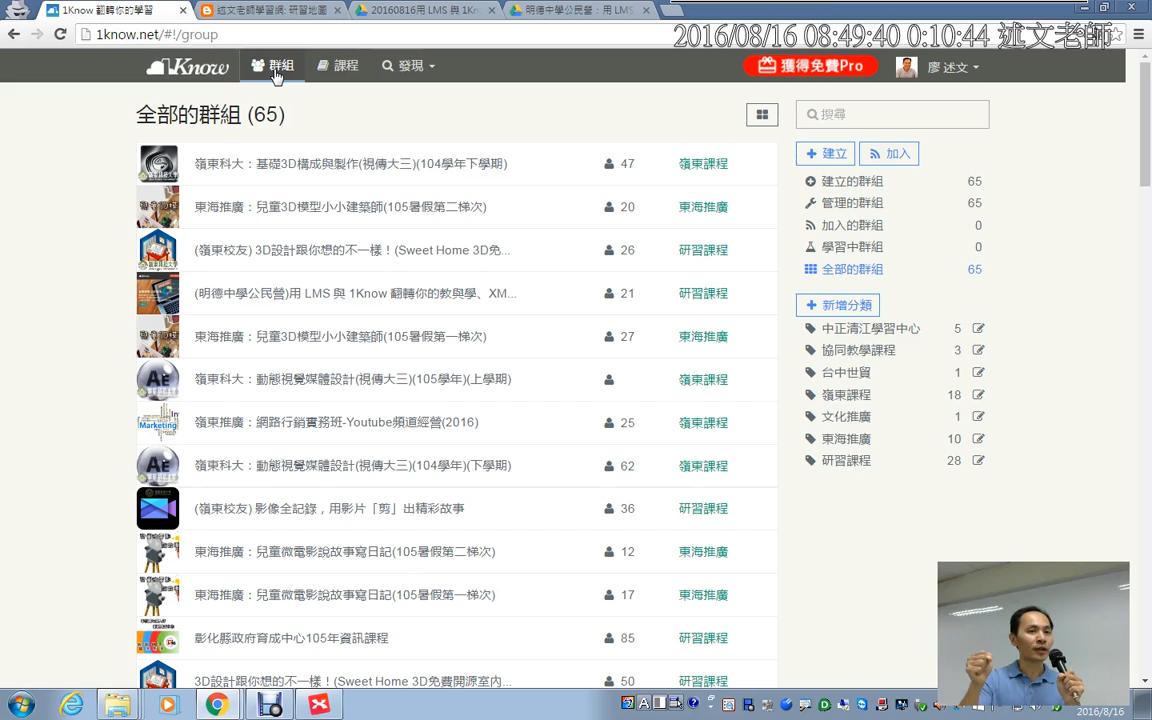 1Know 翻轉你的學習
述文老師學習網: 研習地圖
20160816用 LMS 與 1Kn
明德中學公民營：用 LMS
1know.net/#!/group
2016/08/16 08:49:40 0:10:44 述文老師
1Know
群組
課程
發現
獲得免費Pro
廖 述文
全部的群組 (65)
搜尋
建立
加入
嶺東科大：基礎3D構成與製作(視傳大三)(104學年下學期) 47 嶺東課程
東海推廣：兒童3D模型小小建築師(105暑假第二梯次) 20 東海推廣
(嶺東校友) 3D設計跟你想的不一樣！(Sweet Home 3D免... 26 研習課程
(明德中學公民營)用 LMS 與 1Know 翻轉你的教與學、XM... 21 研習課程
東海推廣：兒童3D模型小小建築師(105暑假第一梯次) 27 東海推廣
嶺東科大：動態視覺媒體設計(視傳大三)(105學年)(上學期) 嶺東課程
嶺東推廣：網路行銷實務班-Youtube頻道經營(2016) 25 研習課程
嶺東科大：動態視覺媒體設計(視傳大三)(104學年)(下學期) 62 嶺東課程
(嶺東校友) 影像全記錄，用影片「剪」出精彩故事 36 研習課程
東海推廣：兒童微電影說故事寫日記(105暑假第二梯次) 12 東海推廣
東海推廣：兒童微電影說故事寫日記(105暑假第一梯次) 17 東海推廣
彰化縣政府育成中心105年資訊課程 85 研習課程
3D設計跟你想的不一樣！(Sweet Home 3D免費開源室內... 50 研習課程
建立的群組 65
管理的群組 65
加入的群組 0
學習中群組 0
全部的群組 65
新增分類
中正清江學習中心 5
協同教學課程 3
台中世貿 1
嶺東課程 18
文化推廣 1
東海推廣 10
研習課程 28
AE
Marketing
AE
2016/8/16